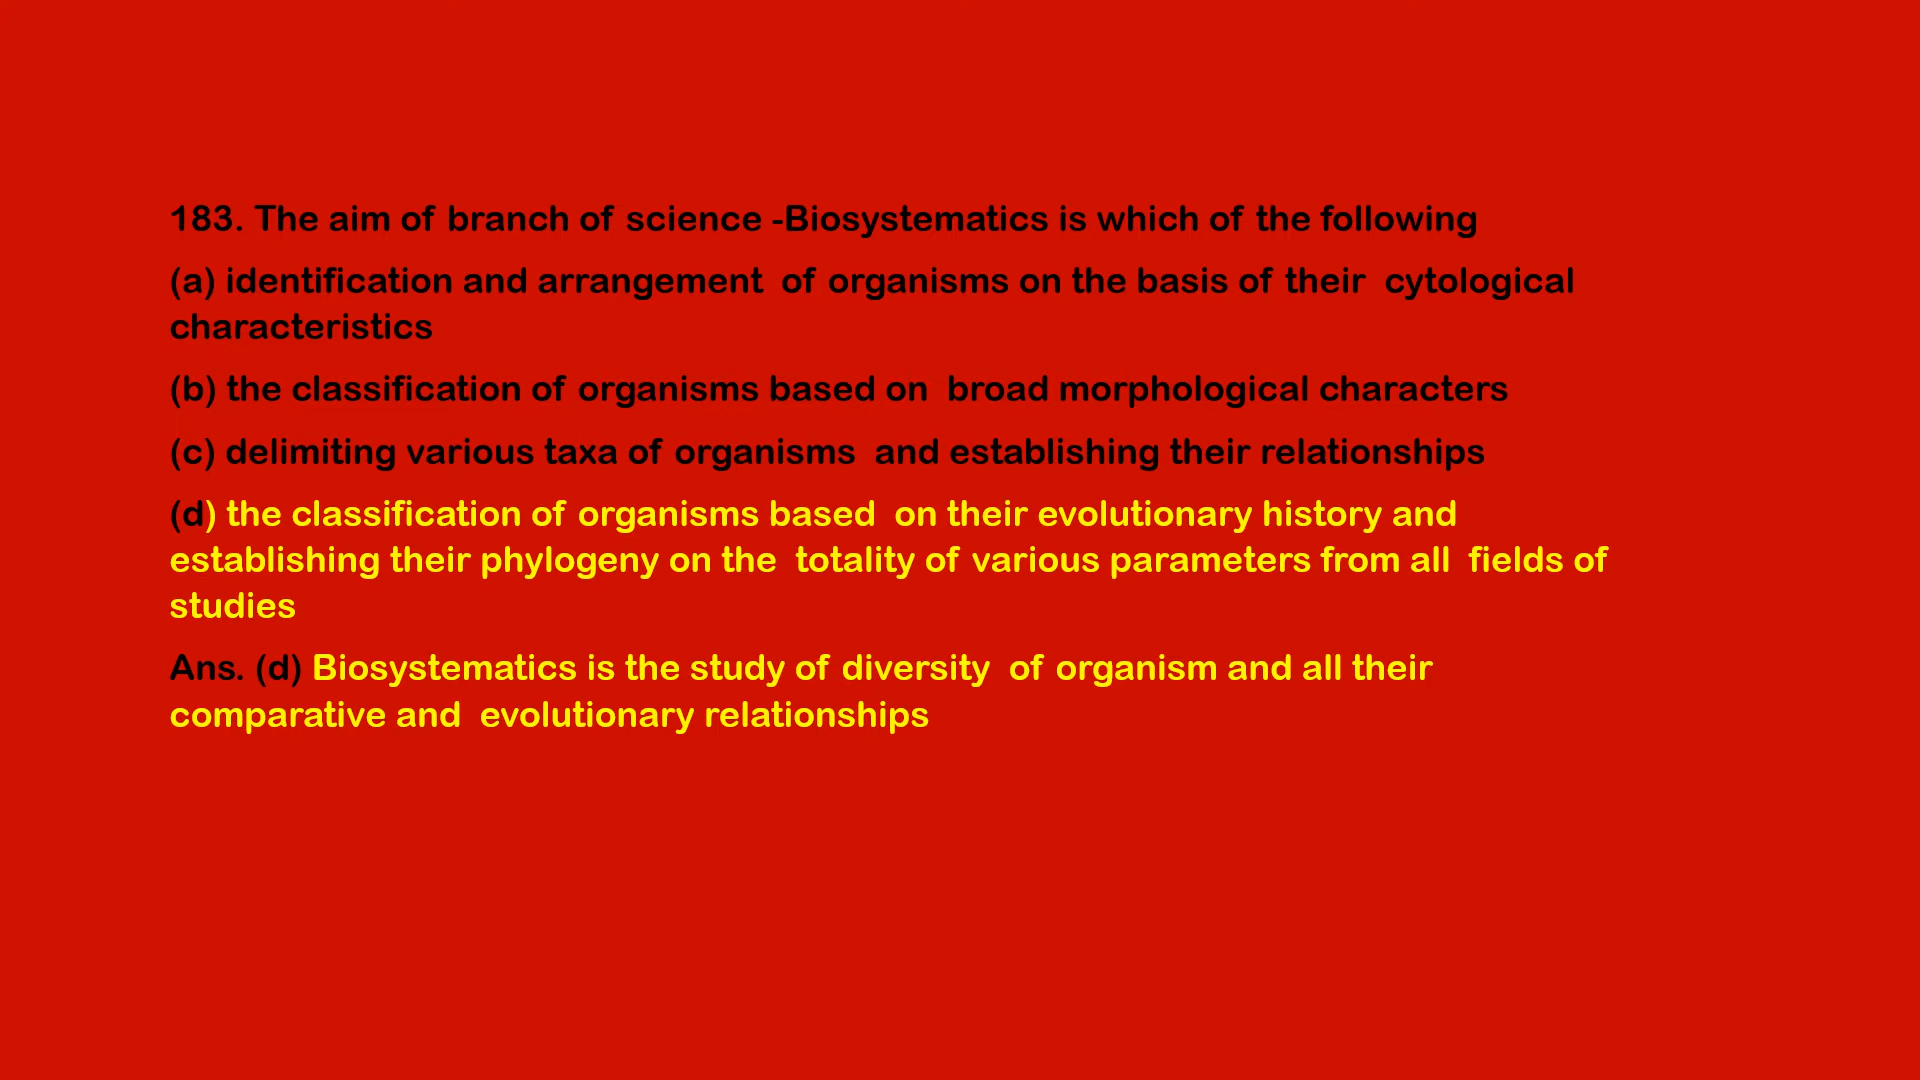 183. The aim of branch of science -Biosystematics is which of the following
(a) identification and arrangement  of organisms on the basis of their  cytological
characteristics
(b) the classification of organisms based on  broad morphological characters
(c) delimiting various taxa of organisms  and establishing their relationships
(d) the classification of organisms based  on their evolutionary history and
establishing their phylogeny on the  totality of various parameters from all  fields of
studies
Ans. (d) Biosystematics is the study of diversity  of organism and all their
comparative and  evolutionary relationships